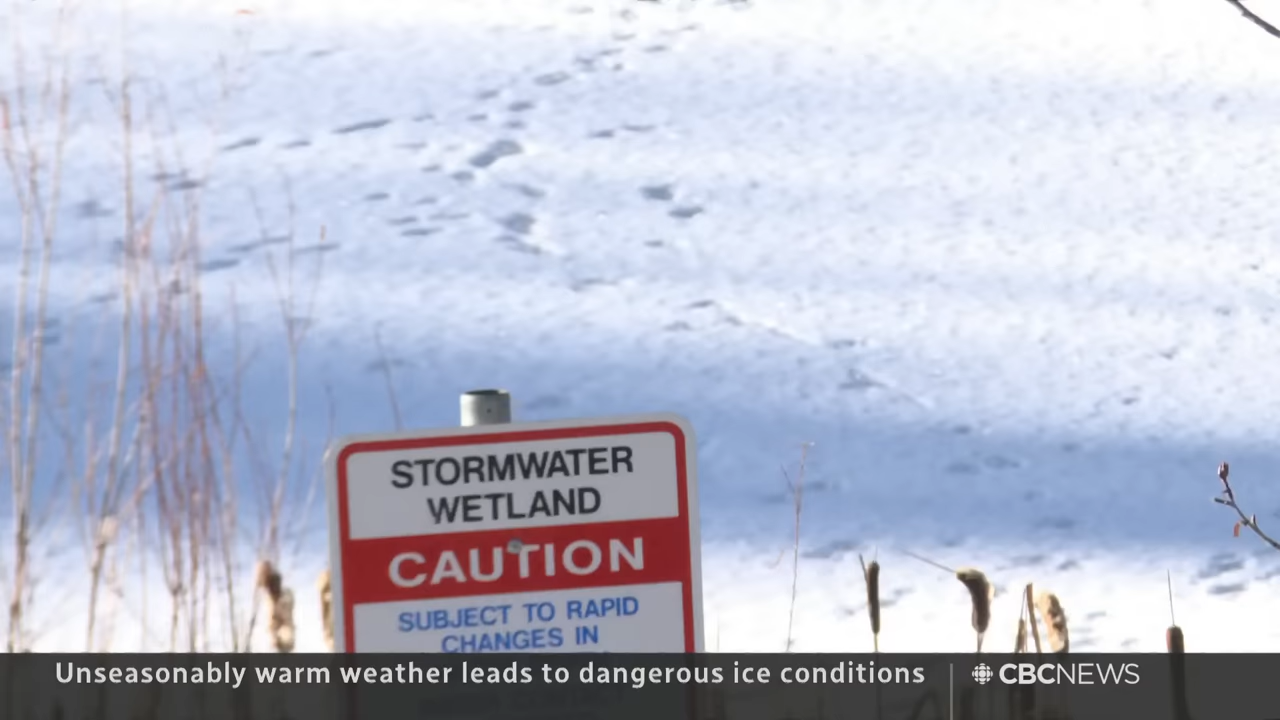 STORMWATER
WETLAND
CAUTION
SUBJECT TO RAPID
CHANGES IN
Unseasonably warm weather leads to dangerous ice conditions
CBCNEWS